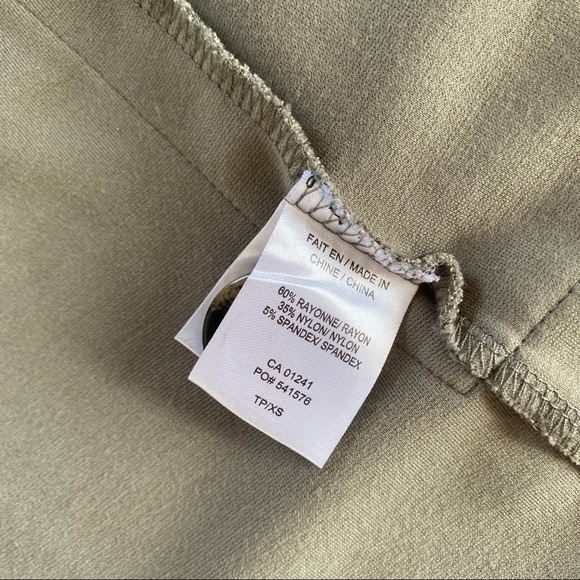 FAIT EN / MADE IN
CHINE / CHINA
60% RAYONNE/ RAYON
35% NYLON/ NYLON
5% SPANDEX/ SPANDEX
CA 01241
PO# 541576
TP/XS